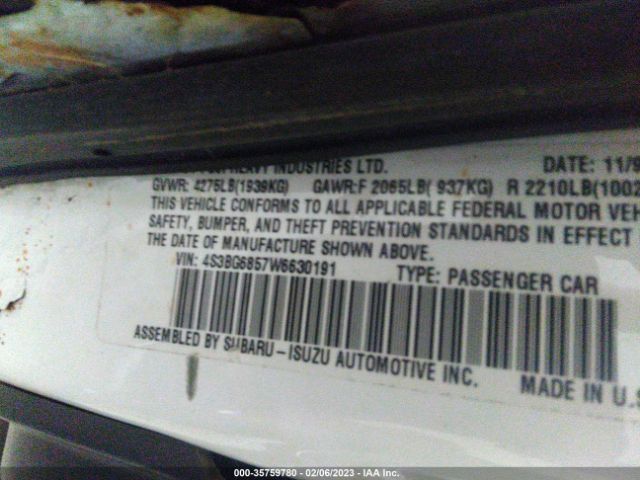 HEAVY INDUSTRIES LTD. DATE: 11/9
GVWR: 4275LB(1939KG) GAWR:F 2065LB( 937KG) R 2210LB(1002
THIS VEHICLE CONFORMS TO ALL APPLICABLE FEDERAL MOTOR VEH
SAFETY, BUMPER, AND THEFT PREVENTION STANDARDS IN EFFECT
THE DATE OF MANUFACTURE SHOWN ABOVE.
VIN: 4S3BG6857W6630191 TYPE: PASSENGER CAR
ASSEMBLED BY SUBARU-ISUZU AUTOMOTIVE INC. MADE IN U.S
000-35759780 - 02/06/2023 - IAA Inc.